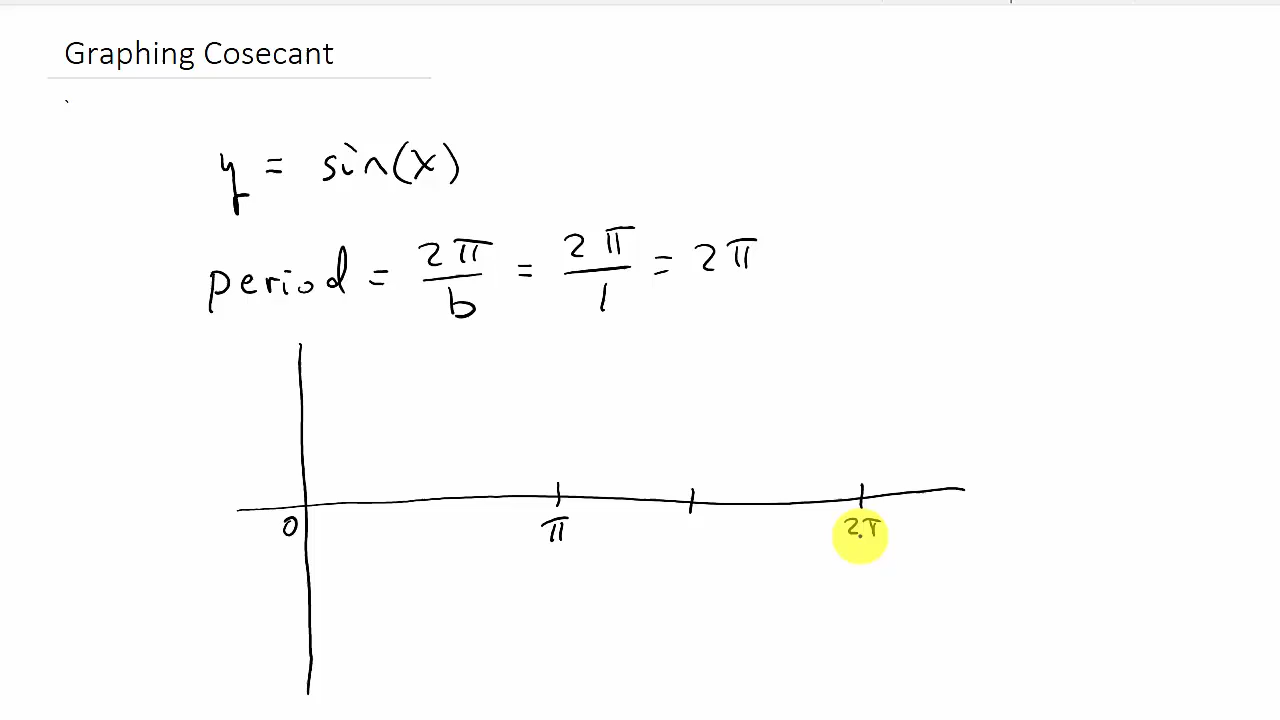 Graphing Cosecant
y = sin(x)
period = 2π/b = 2π/1 = 2π
0 π 2π